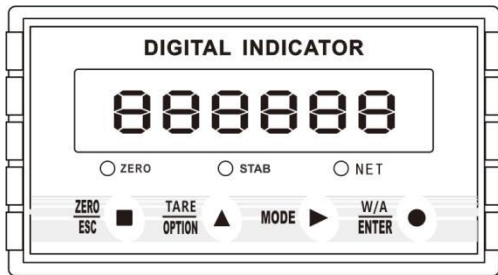 DIGITAL INDICATOR
888888
ZERO STAB NET
ZERO/ESC TARE/OPTION MODE W/A/ENTER